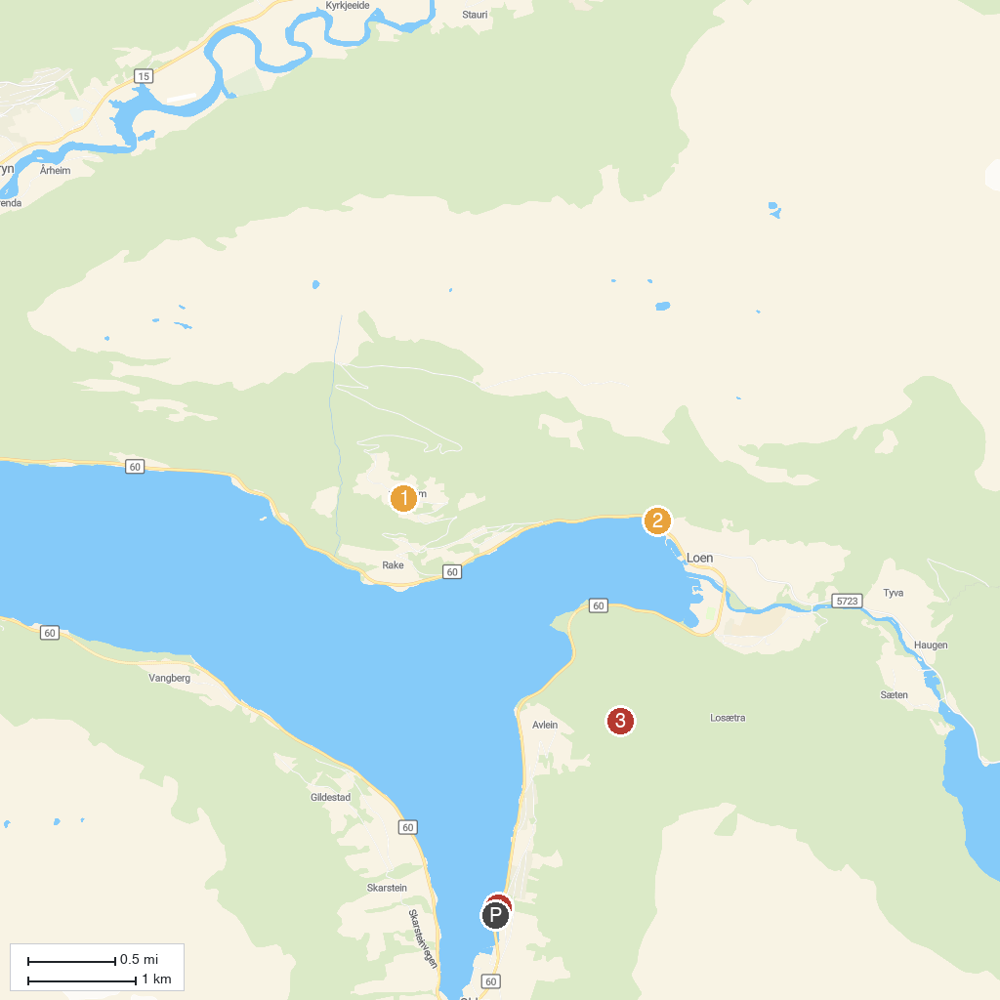 Kyrkjeeide
Stauri
15
Årheim
60
1
2
Loen
Rake
60
60
5723
Tyva
60
Haugen
Vangberg
Sæten
3
Losætra
Avlein
Gildestad
60
Skarstein
P
Skarsteinvegen
0.5 mi
1 km
60